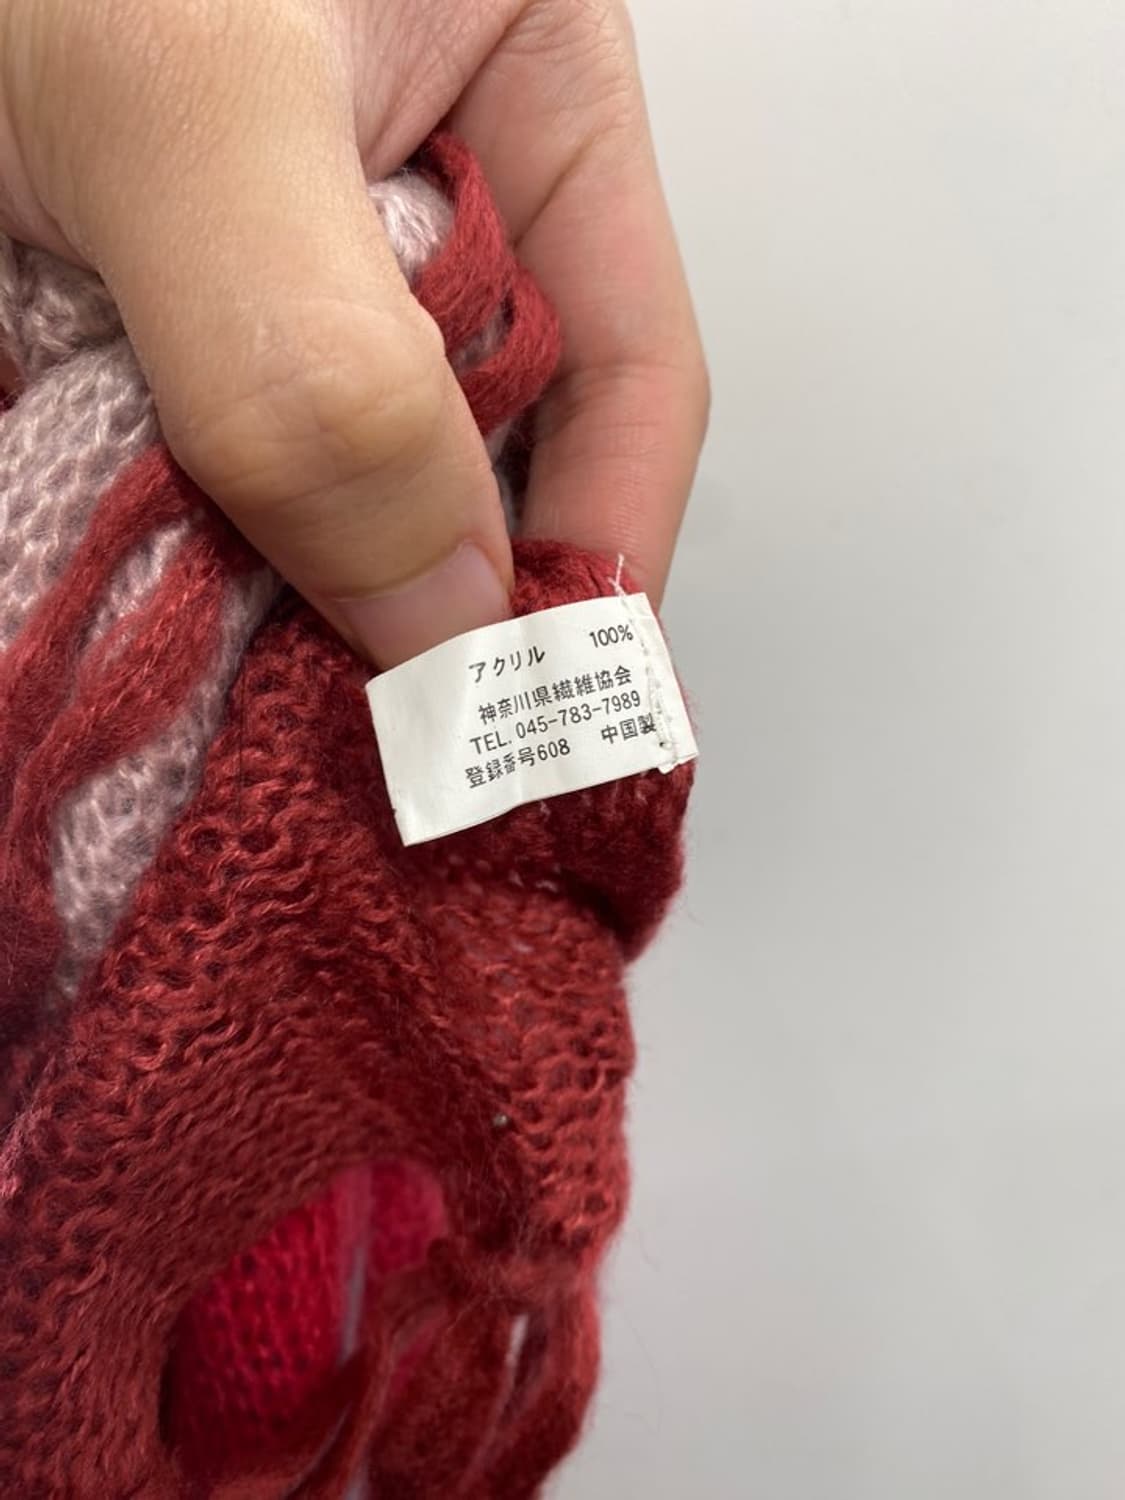 アクリル 100%
神奈川県繊維協会
TEL. 045-783-7989
登録番号608 中国製